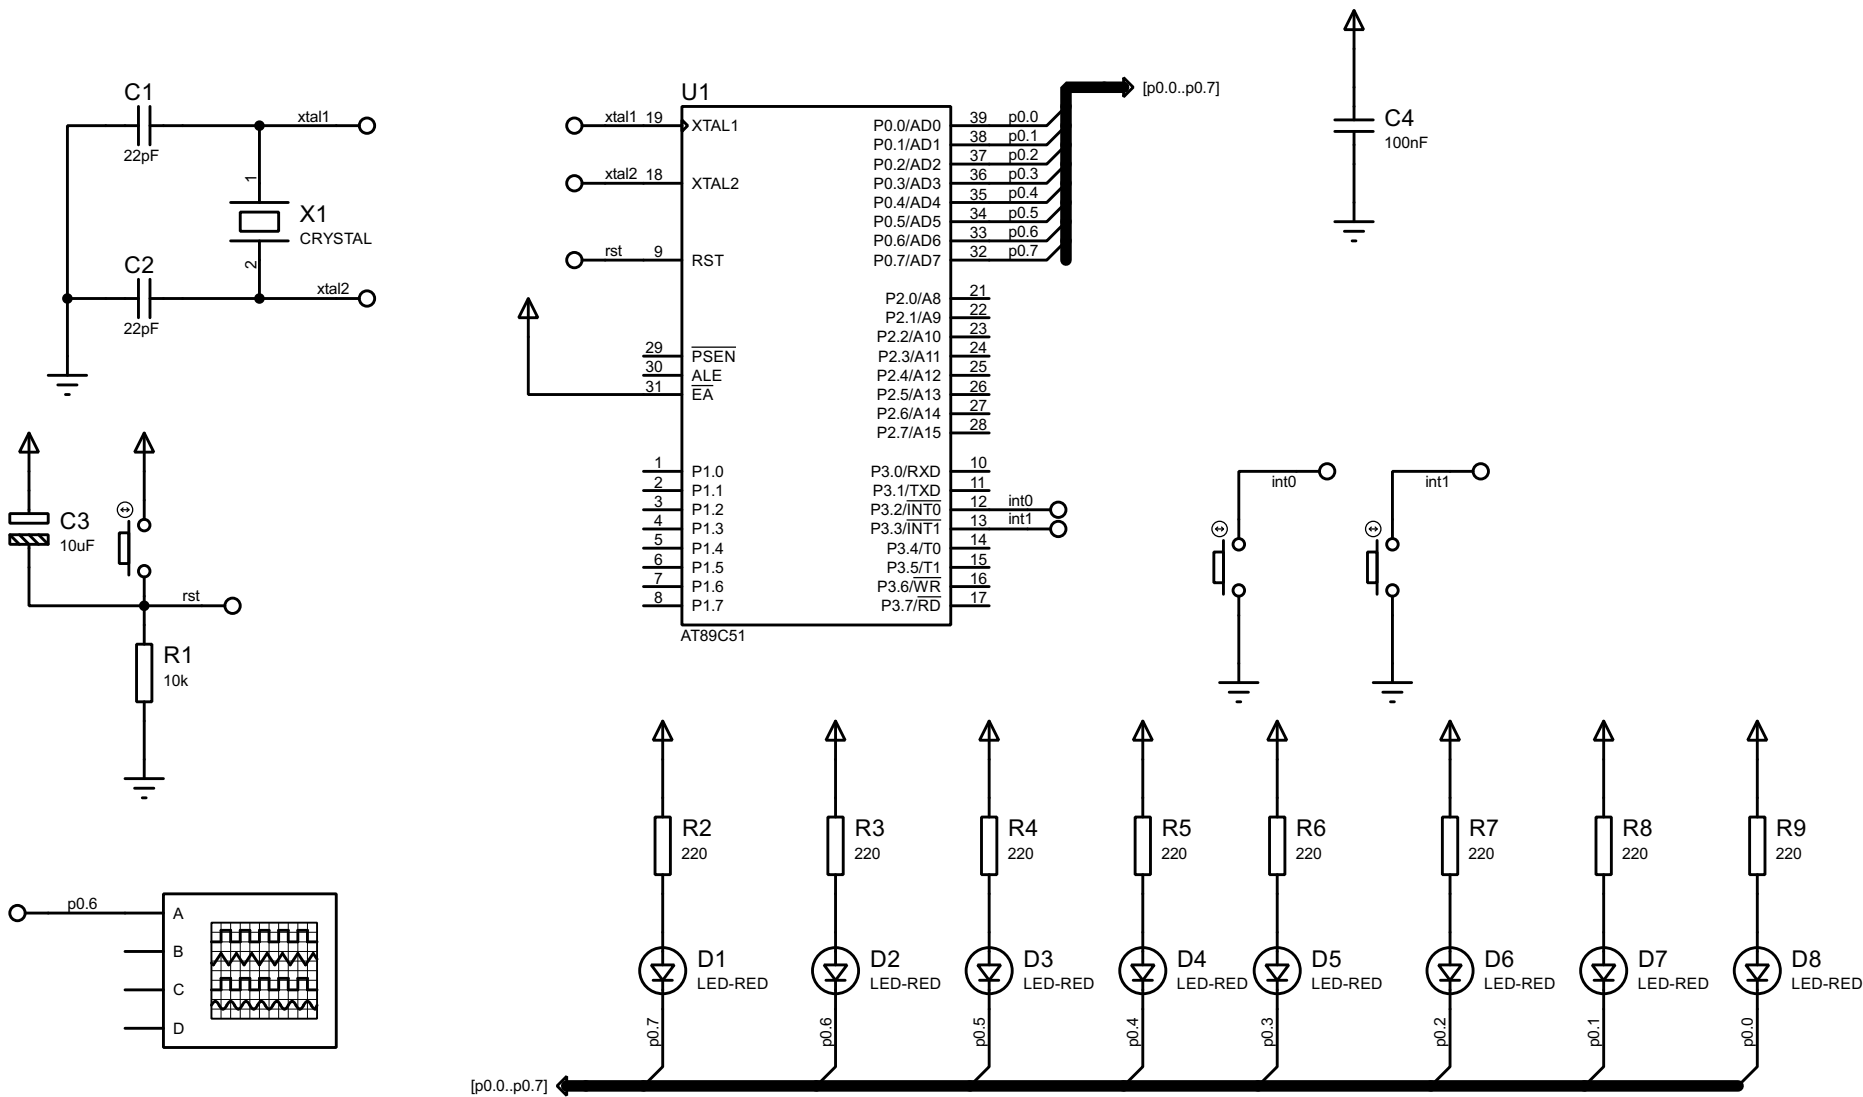 C1
22pF
xtal1
1
X1
CRYSTAL
2
C2
22pF
xtal2
C3
10uF
rst
R1
10k
p0.6
A
B
C
D
U1
xtal1 19 XTAL1
xtal2 18 XTAL2
rst 9 RST
29 PSEN
30 ALE
31 EA
1 P1.0
2 P1.1
3 P1.2
4 P1.3
5 P1.4
6 P1.5
7 P1.6
8 P1.7
P0.0/AD0 39 p0.0
P0.1/AD1 38 p0.1
P0.2/AD2 37 p0.2
P0.3/AD3 36 p0.3
P0.4/AD4 35 p0.4
P0.5/AD5 34 p0.5
P0.6/AD6 33 p0.6
P0.7/AD7 32 p0.7
P2.0/A8 21
P2.1/A9 22
P2.2/A10 23
P2.3/A11 24
P2.4/A12 25
P2.5/A13 26
P2.6/A14 27
P2.7/A15 28
P3.0/RXD 10
P3.1/TXD 11
P3.2/INT0 12 int0
P3.3/INT1 13 int1
P3.4/T0 14
P3.5/T1 15
P3.6/WR 16
P3.7/RD 17
AT89C51
[p0.0..p0.7]
C4
100nF
int0
int1
R2
220
R3
220
R4
220
R5
220
R6
220
R7
220
R8
220
R9
220
D1
LED-RED
D2
LED-RED
D3
LED-RED
D4
LED-RED
D5
LED-RED
D6
LED-RED
D7
LED-RED
D8
LED-RED
p0.7
p0.6
p0.5
p0.4
p0.3
p0.2
p0.1
p0.0
[p0.0..p0.7]